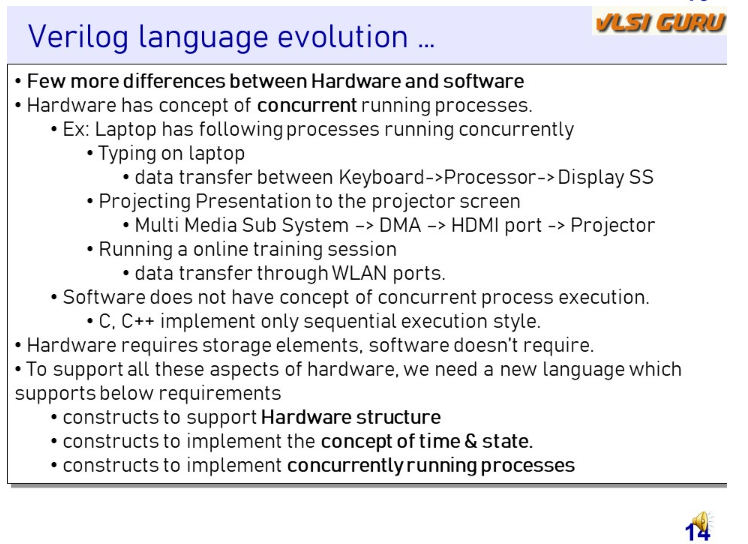 VLSI GURU
Verilog language evolution ...
• Few more differences between Hardware and software
• Hardware has concept of concurrent running processes.
• Ex: Laptop has following processes running concurrently
• Typing on laptop
• data transfer between Keyboard->Processor->Display SS
• Projecting Presentation to the projector screen
• Multi Media Sub System –> DMA –> HDMI port -> Projector
• Running a online training session
• data transfer through WLAN ports.
• Software does not have concept of concurrent process execution.
• C, C++ implement only sequential execution style.
• Hardware requires storage elements, software doesn't require.
• To support all these aspects of hardware, we need a new language which
supports below requirements
• constructs to support Hardware structure
• constructs to implement the concept of time & state.
• constructs to implement concurrently running processes
14